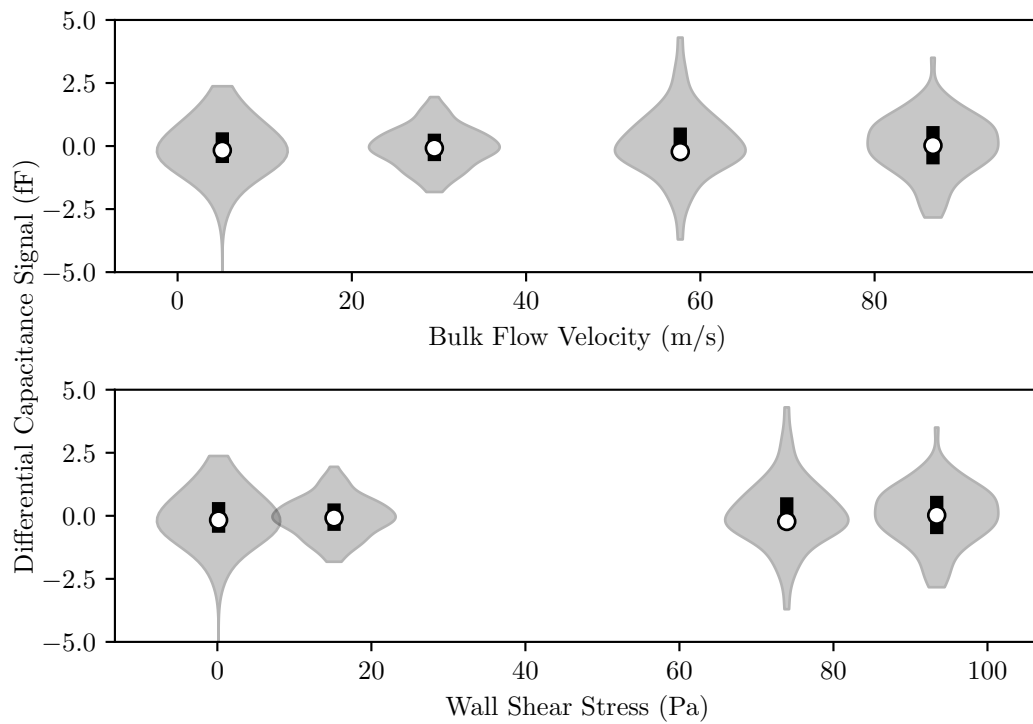 Differential Capacitance Signal (fF)
5.0
2.5
0.0
−2.5
−5.0
0 20 40 60 80
Bulk Flow Velocity (m/s)
5.0
2.5
0.0
−2.5
−5.0
0 20 40 60 80 100
Wall Shear Stress (Pa)